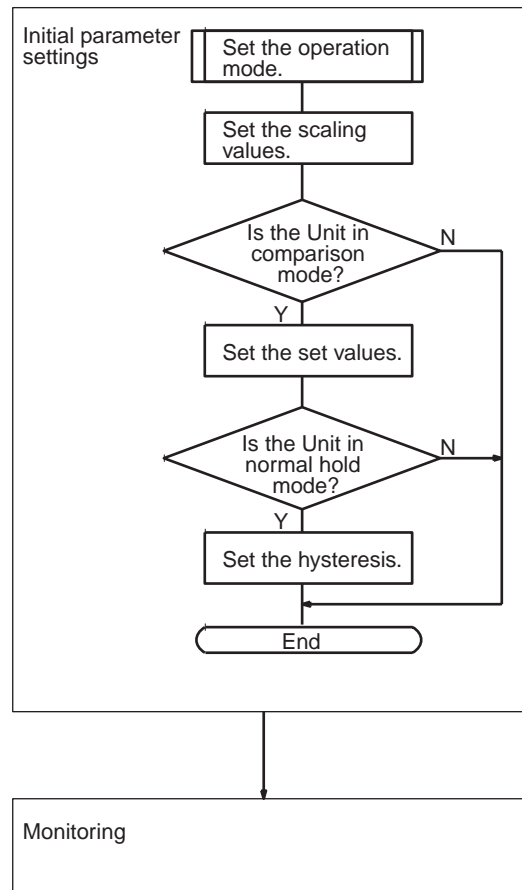 Initial parameter
settings
Set the operation
mode.
Set the scaling
values.
Is the Unit in
comparison
mode?
N
Y
Set the set values.
Is the Unit in
normal hold
mode?
N
Y
Set the hysteresis.
End
Monitoring